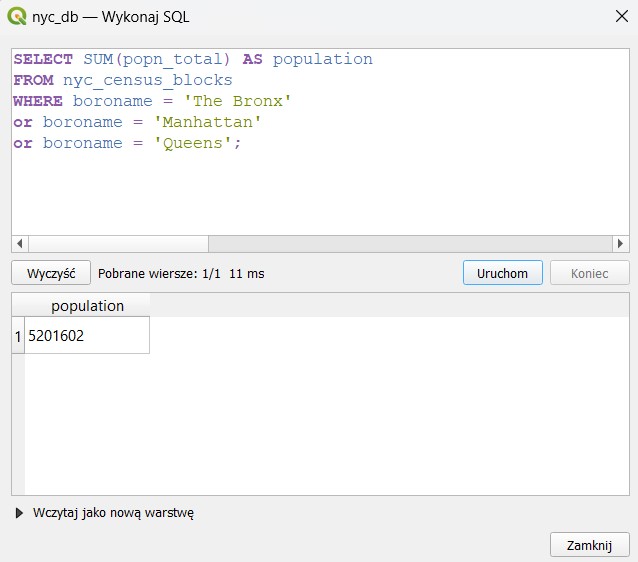 nyc_db — Wykonaj SQL
SELECT SUM(popn_total) AS population
FROM nyc_census_blocks
WHERE boroname = 'The Bronx'
or boroname = 'Manhattan'
or boroname = 'Queens';
Wyczyść Pobrane wiersze: 1/1 11 ms Uruchom Koniec
population
1 5201602
Wczytaj jako nową warstwę
Zamknij